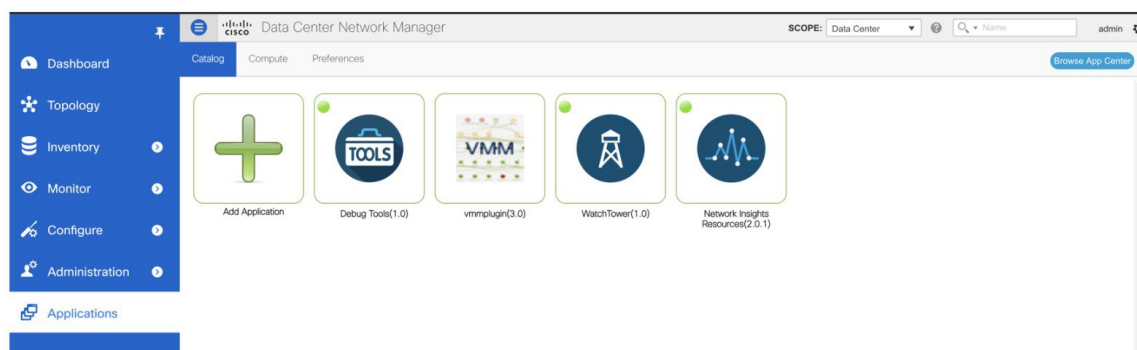 CISCO Data Center Network Manager
SCOPE: Data Center
Name
admin
Catalog Compute Preferences
Browse App Center
Dashboard
Topology
Inventory
Monitor
Configure
Administration
Applications
TOOLS
VMM
Add Application
Debug Tools(1.0)
vmmplugin(3.0)
WatchTower(1.0)
Network Insights
Resources(2.0.1)